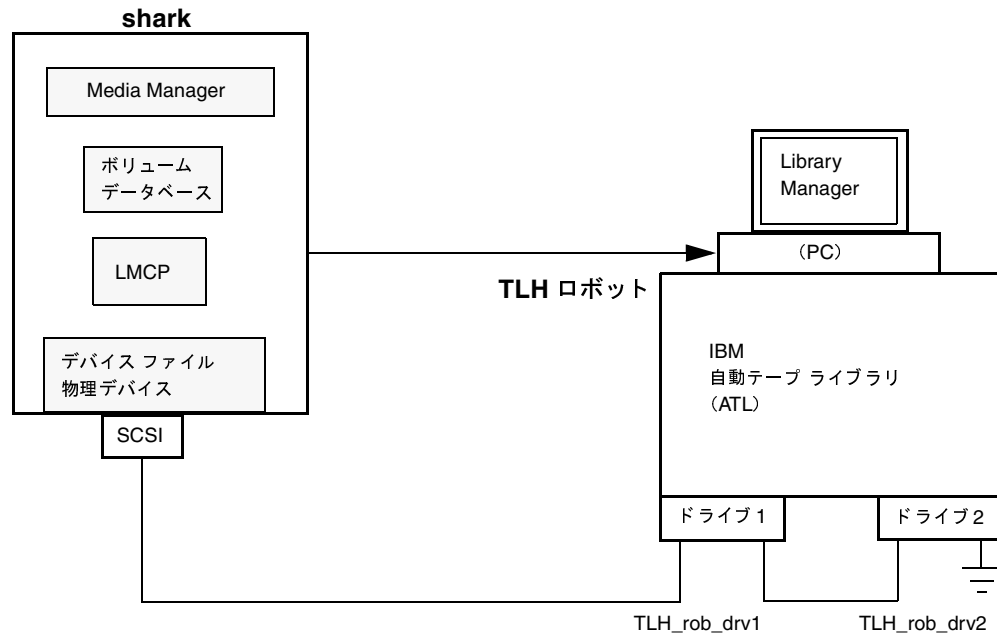 shark
Media Manager
ボリューム
データベース
LMCP
デバイス ファイル
物理デバイス
SCSI
Library
Manager
（PC）
TLH ロボット
IBM
自動テープ ライブラリ
（ATL）
ドライブ 1
ドライブ 2
TLH_rob_drv1
TLH_rob_drv2